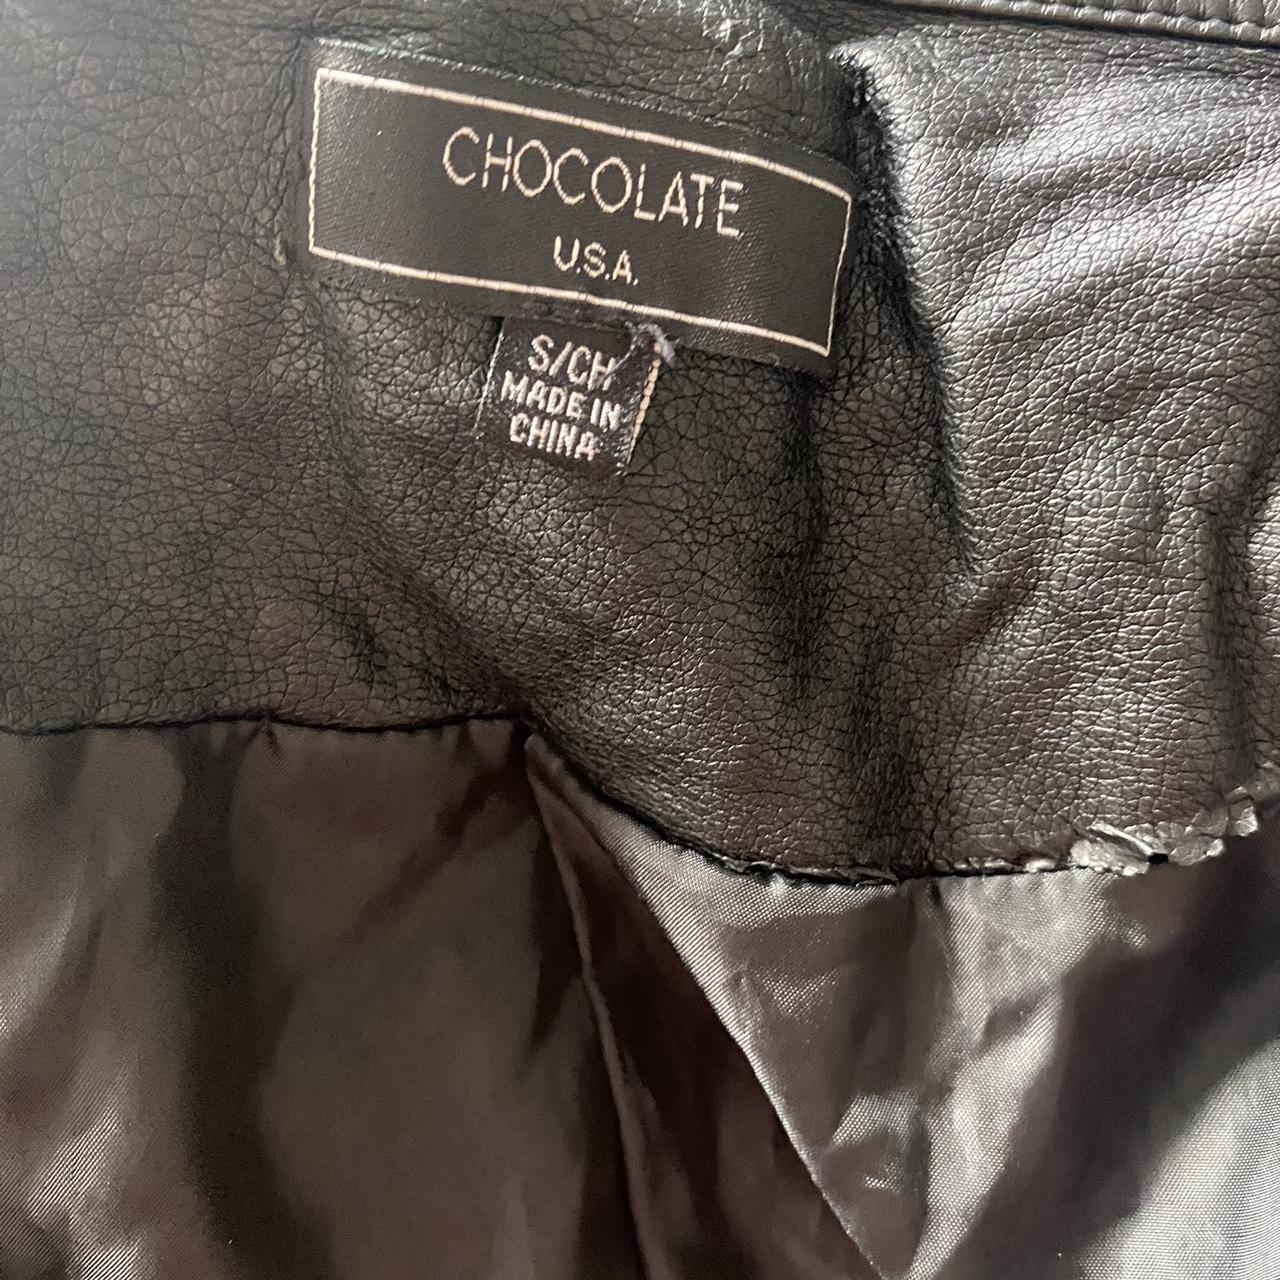 CHOCOLATE
U.S.A.
S/CH
MADE IN
CHINA